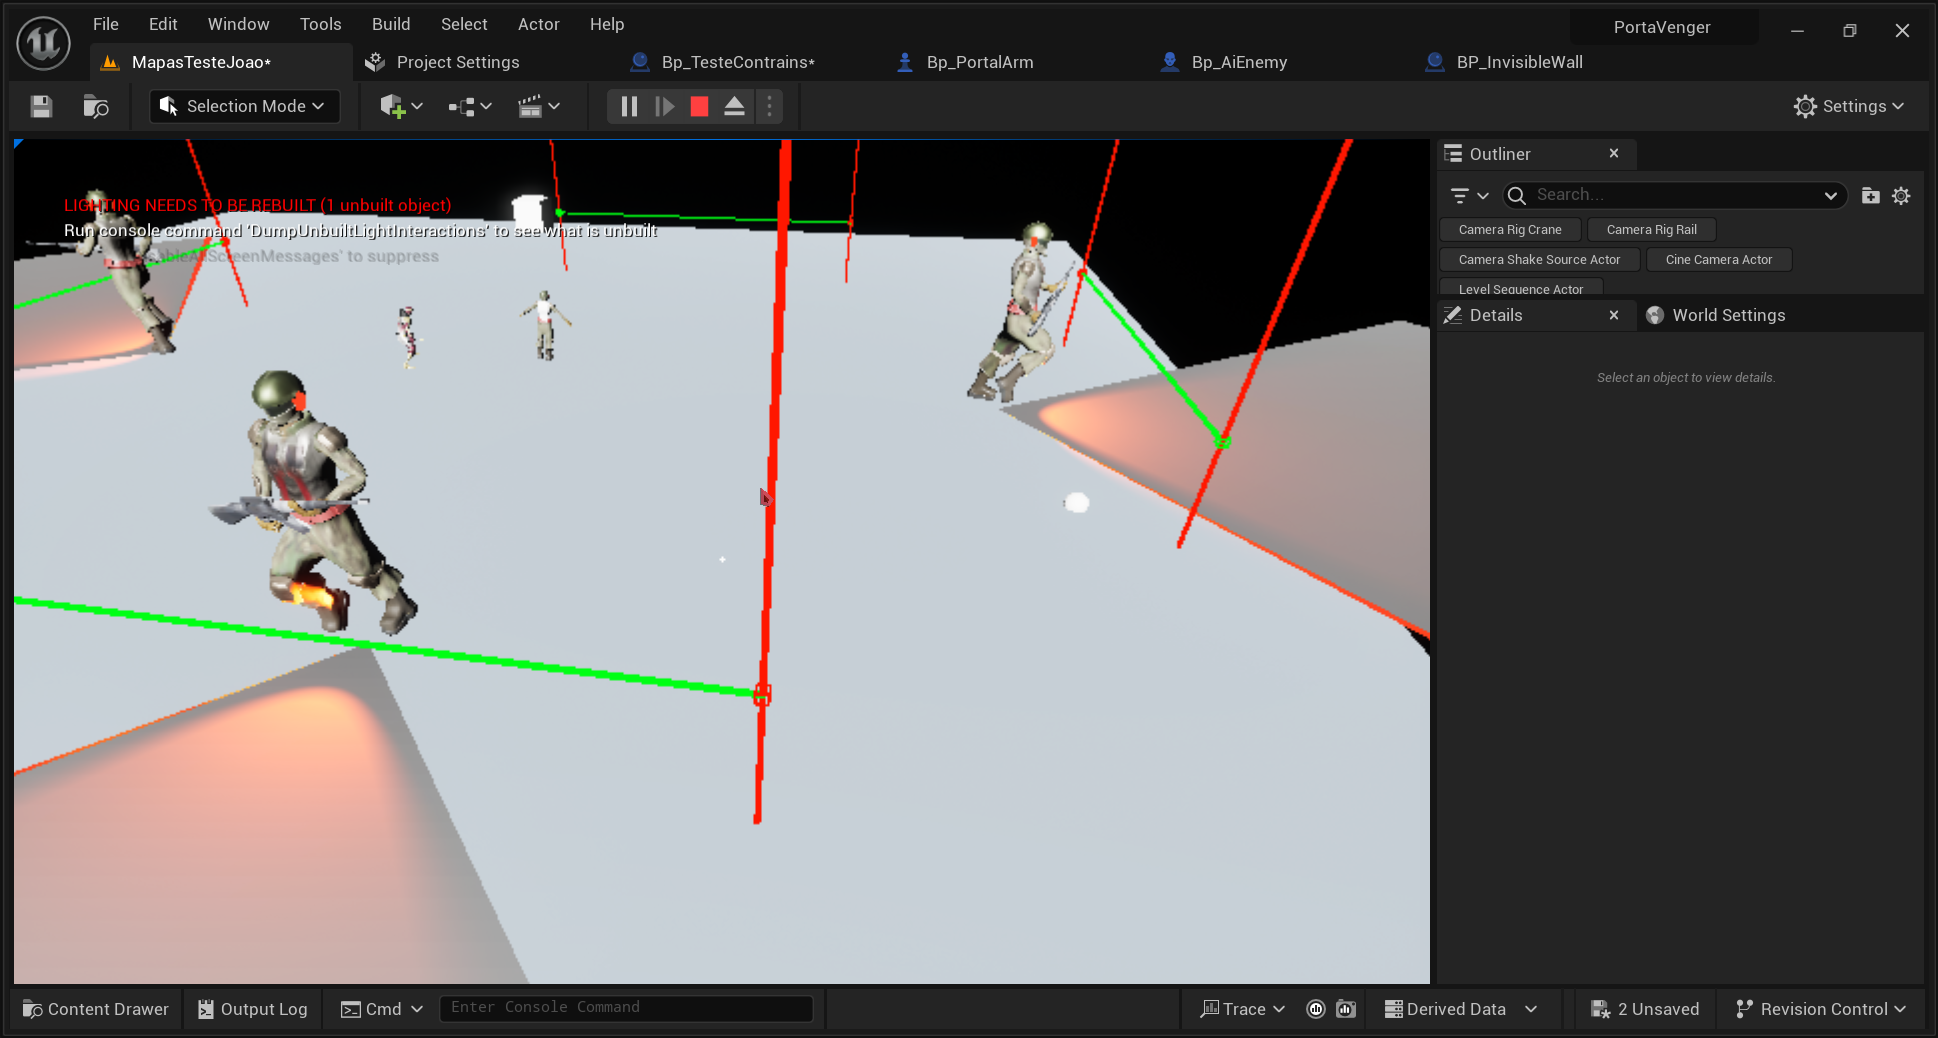 File Edit Window Tools Build Select Actor Help PortaVenger
MapasTesteJoao* Project Settings Bp_TesteContrains* Bp_PortalArm Bp_AiEnemy BP_InvisibleWall
Selection Mode Settings
LIGHTING NEEDS TO BE REBUILT (1 unbuilt object)
Run console command 'DumpUnbuiltLightInteractions' to see what is unbuilt
ScreenMessages' to suppress
Outliner
Search...
Camera Rig Crane Camera Rig Rail
Camera Shake Source Actor Cine Camera Actor
Level Sequence Actor
Details World Settings
Select an object to view details.
Content Drawer Output Log Cmd Enter Console Command Trace Derived Data 2 Unsaved Revision Control